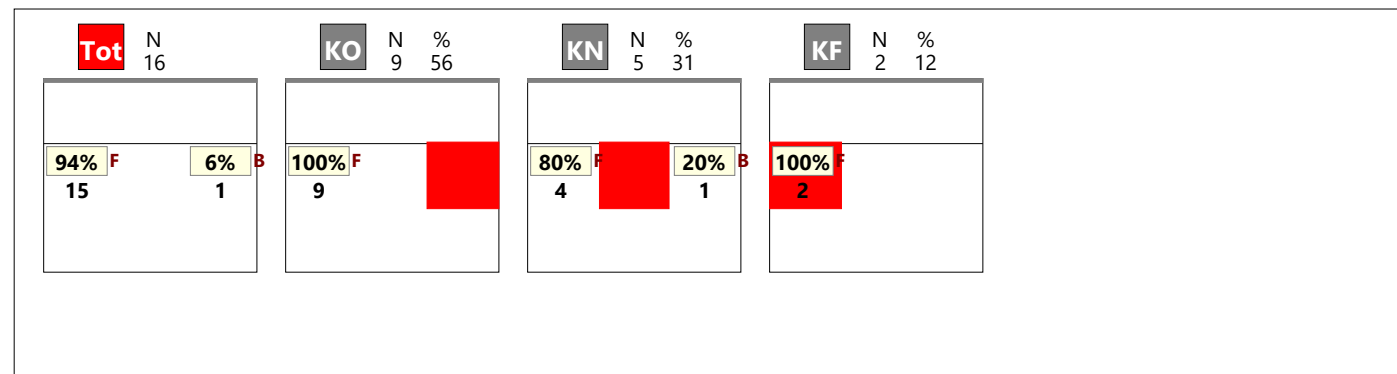 Tot N
16
KO N %
9 56
KN N %
5 31
KF N %
2 12
94% F 6% B
15 1
100% F
9
80% F 20% B
4 1
100% F
2